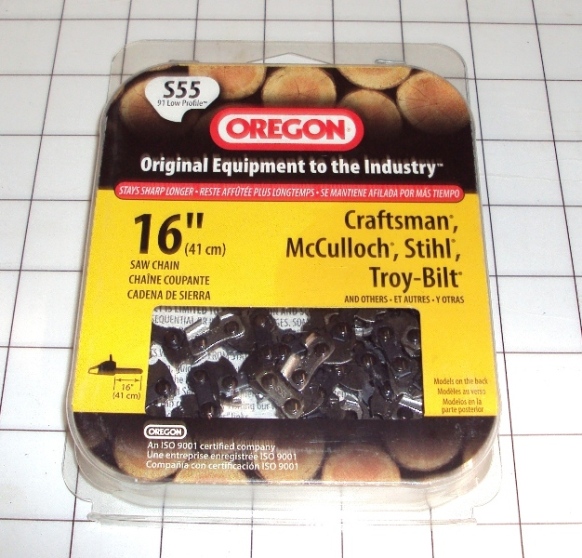 S55
91 Low Profile™
OREGON®
Original Equipment to the Industry™
STAYS SHARP LONGER • RESTE AFFÛTÉE PLUS LONGTEMPS • SE MANTIENE AFILADA POR MÁS TIEMPO
16"
(41 cm)
SAW CHAIN
CHAÎNE COUPANTE
CADENA DE SIERRA
Craftsman®,
McCulloch®, Stihl®,
Troy-Bilt®
AND OTHERS • ET AUTRES • Y OTRAS
16"
(41 cm)
Models on the back
Modèles au verso
Modelos en la
parte posterior
OREGON
An ISO 9001 certified company
Une entreprise enregistrée ISO 9001
Compañía con certificación ISO 9001